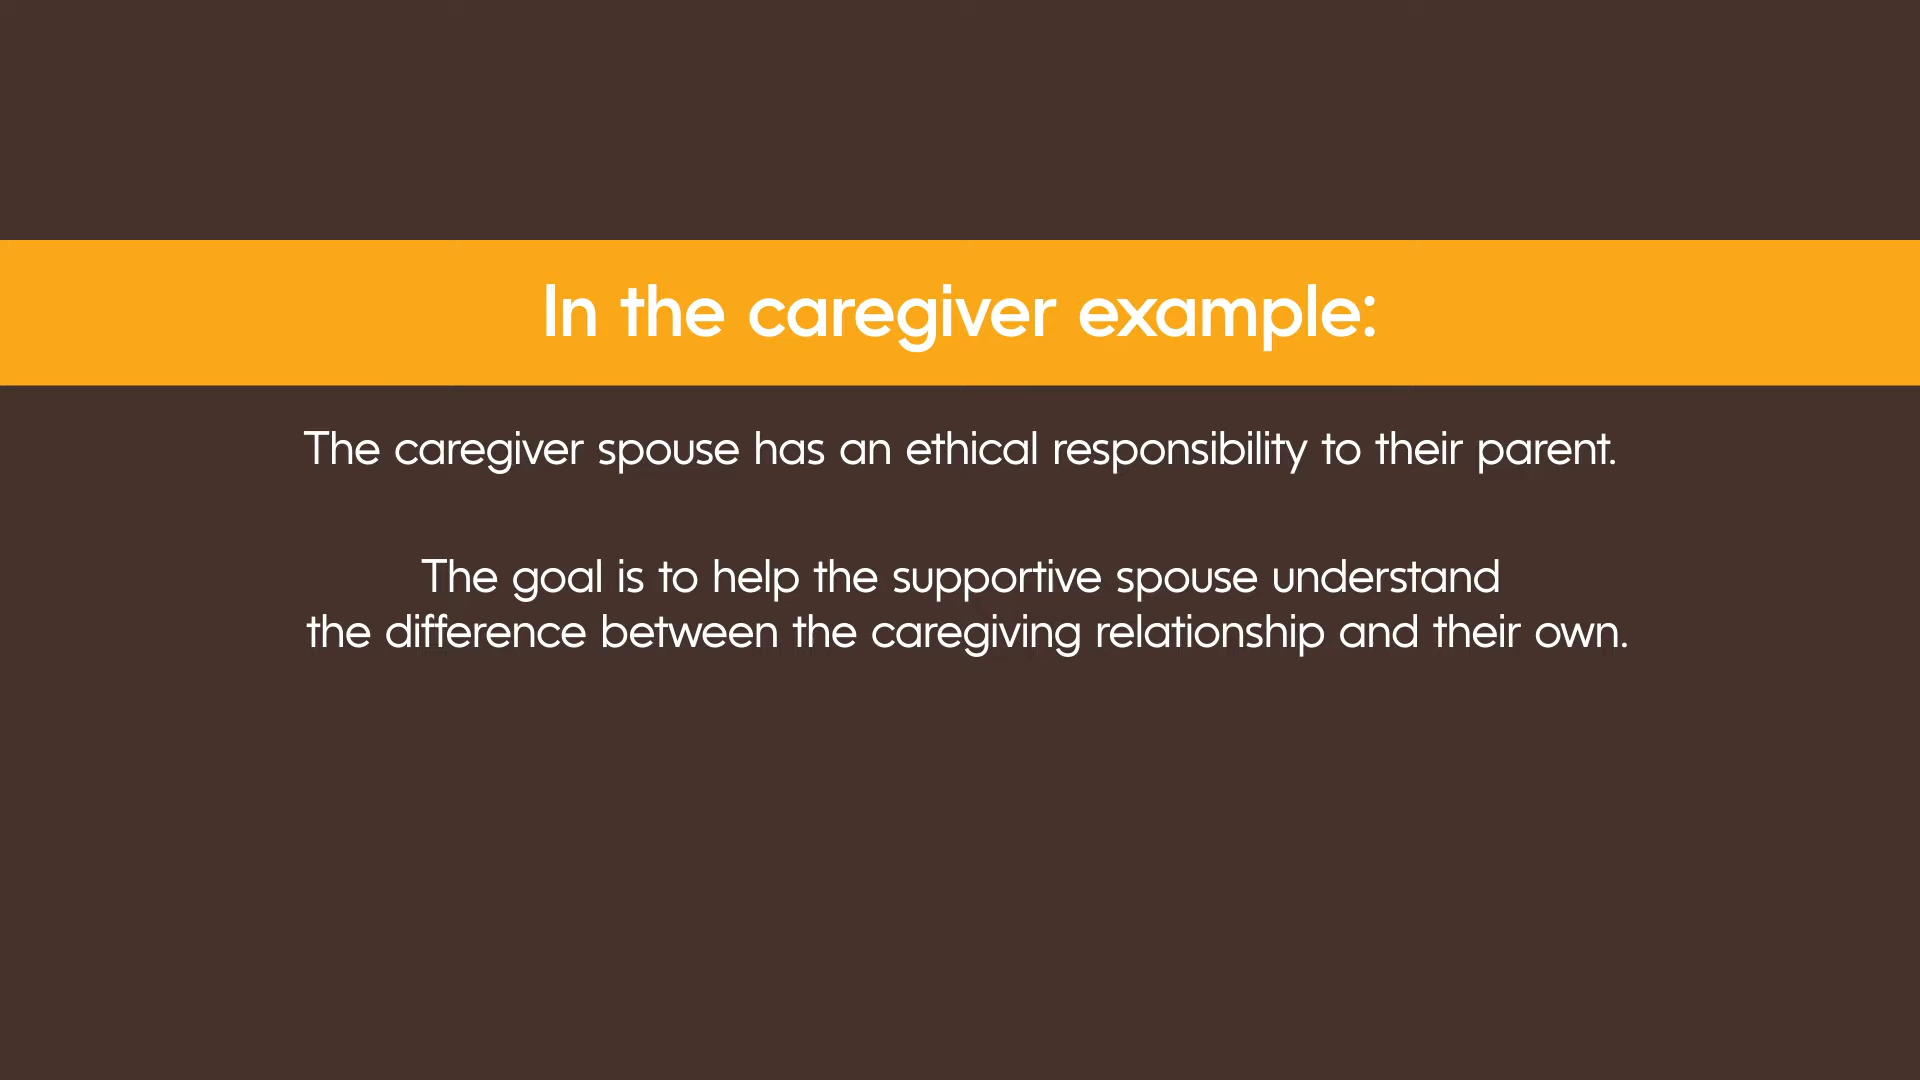 In the caregiver example:
The caregiver spouse has an ethical responsibility to their parent.
The goal is to help the supportive spouse understand
the difference between the caregiving relationship and their own.